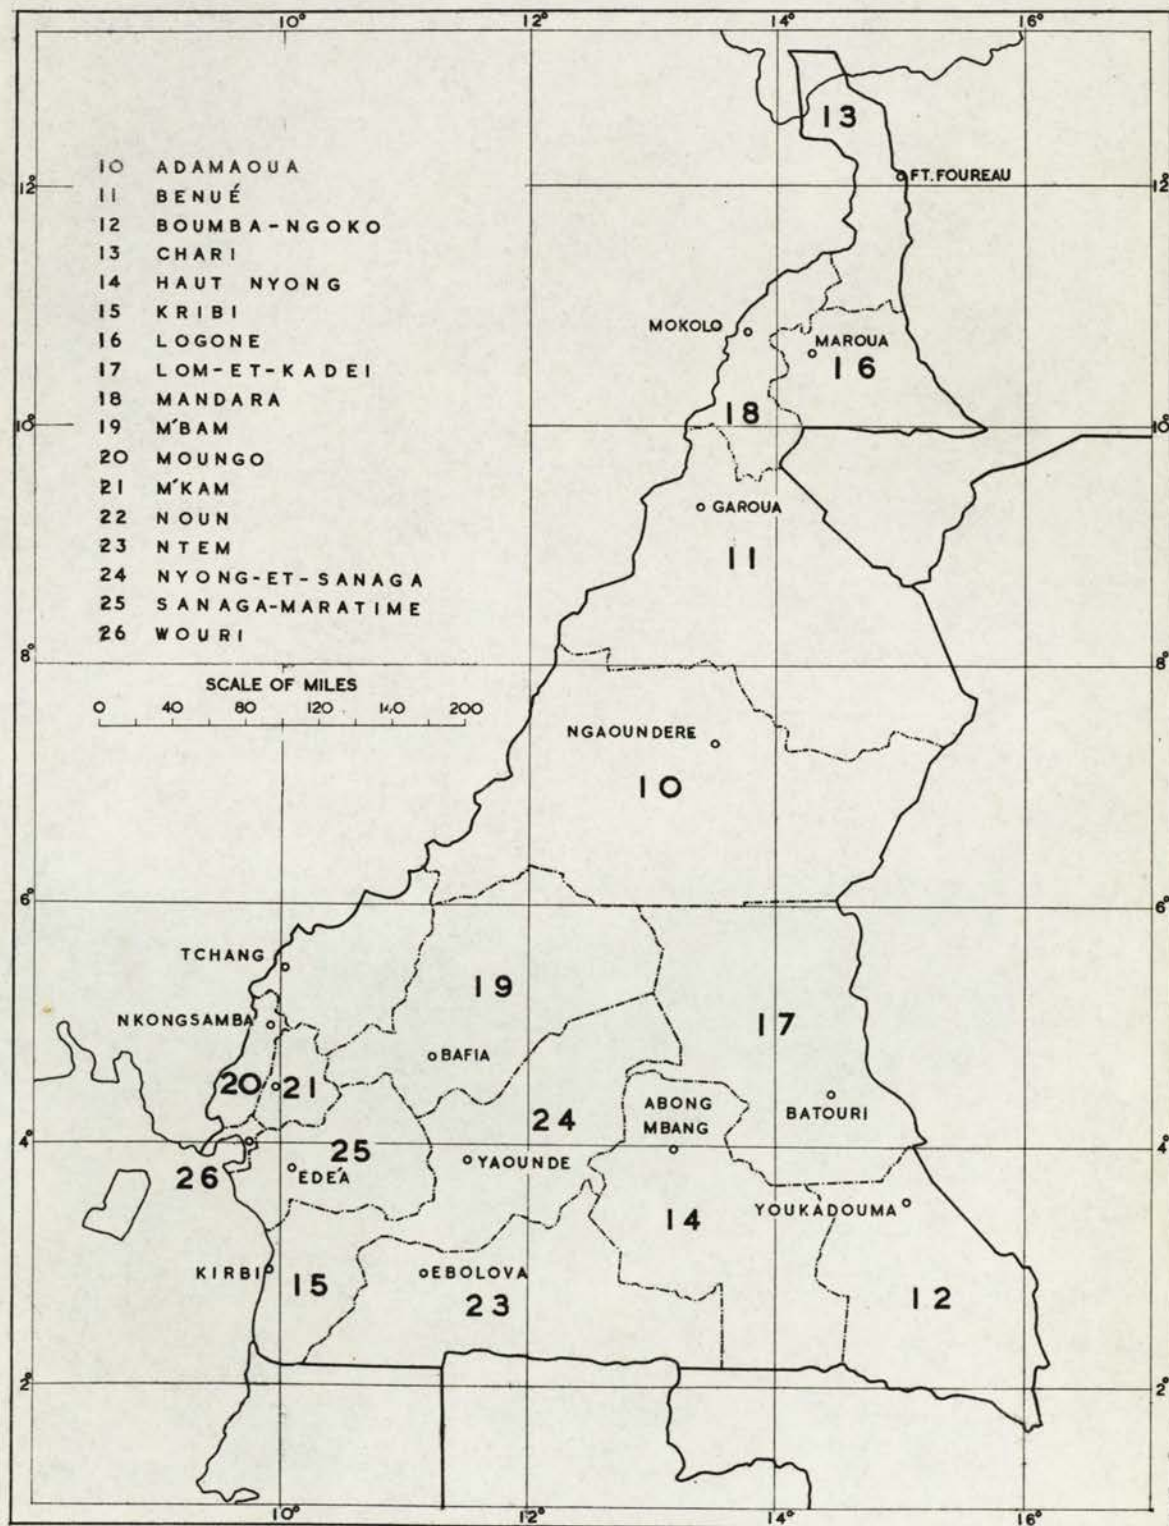 10° 12° 14° 16°
10 ADAMAOUA
11 BENUÉ
12 BOUMBA-NGOKO
13 CHARI
14 HAUT NYONG
15 KRIBI
16 LOGONE
17 LOM-ET-KADEI
18 MANDARA
19 M'BAM
20 MOUNGO
21 M'KAM
22 NOUN
23 NTEM
24 NYONG-ET-SANAGA
25 SANAGA-MARATIME
26 WOURI
SCALE OF MILES
0 40 80 120 160 200
13
12° FT. FOUREAU 12°
MOKOLO
MAROUA
16
18
10° 10°
GAROUA
11
8° 8°
NGAOUNDERE
10
6° 6°
TCHANG
19
NKONGSAMBA
17
BAFIA
20 21
ABONG
MBANG
BATOURI
24
4° 4°
25
YAOUNDE
26
EDÉA
YOUKADOUMA
14
KIRBI
15
EBOLOVA
23
12
2° 2°
10° 12° 14° 16°